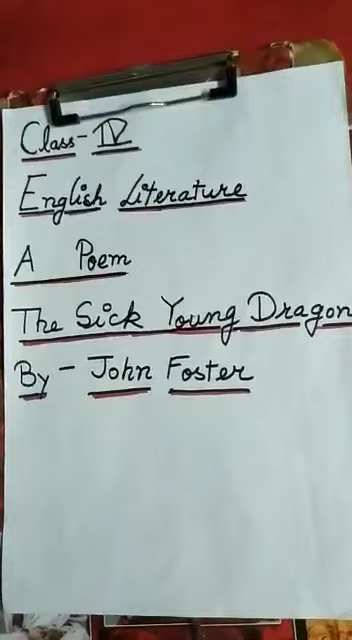 Class - IV
English Literature
A Poem
The Sick Young Dragon
By - John Foster